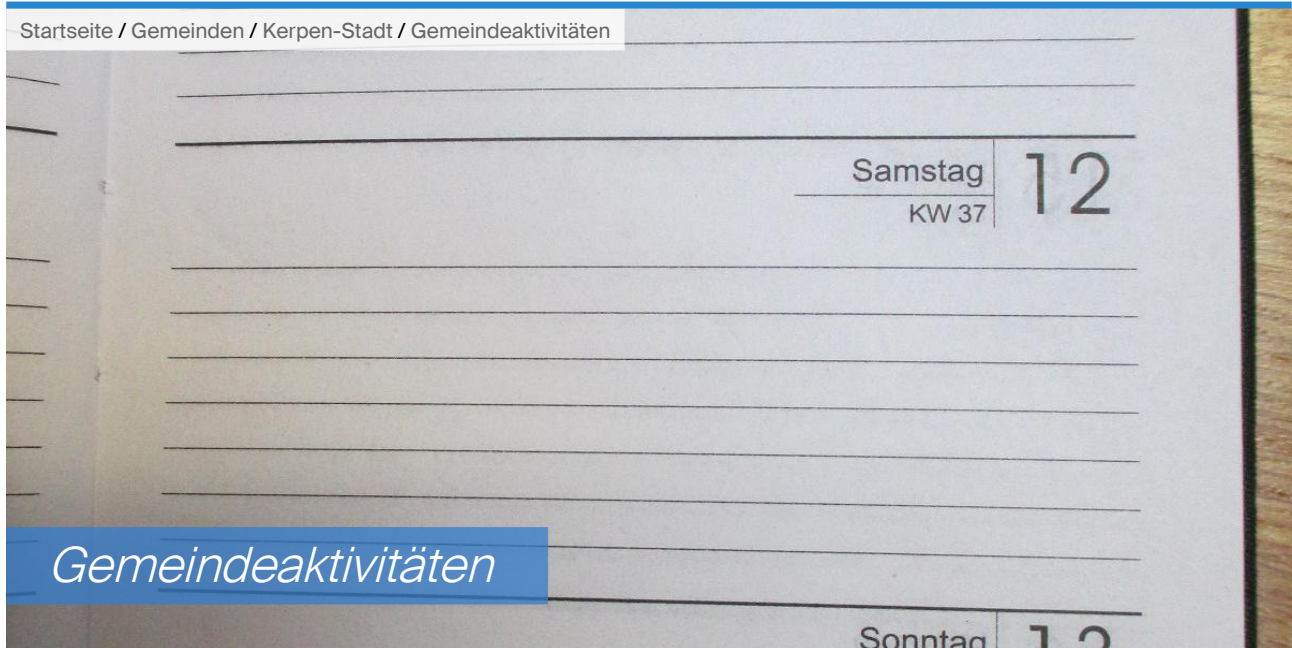 Startseite / Gemeinden / Kerpen-Stadt / Gemeindeaktivitäten
Samstag 12
KW 37
Gemeindeaktivitäten
Sonntag